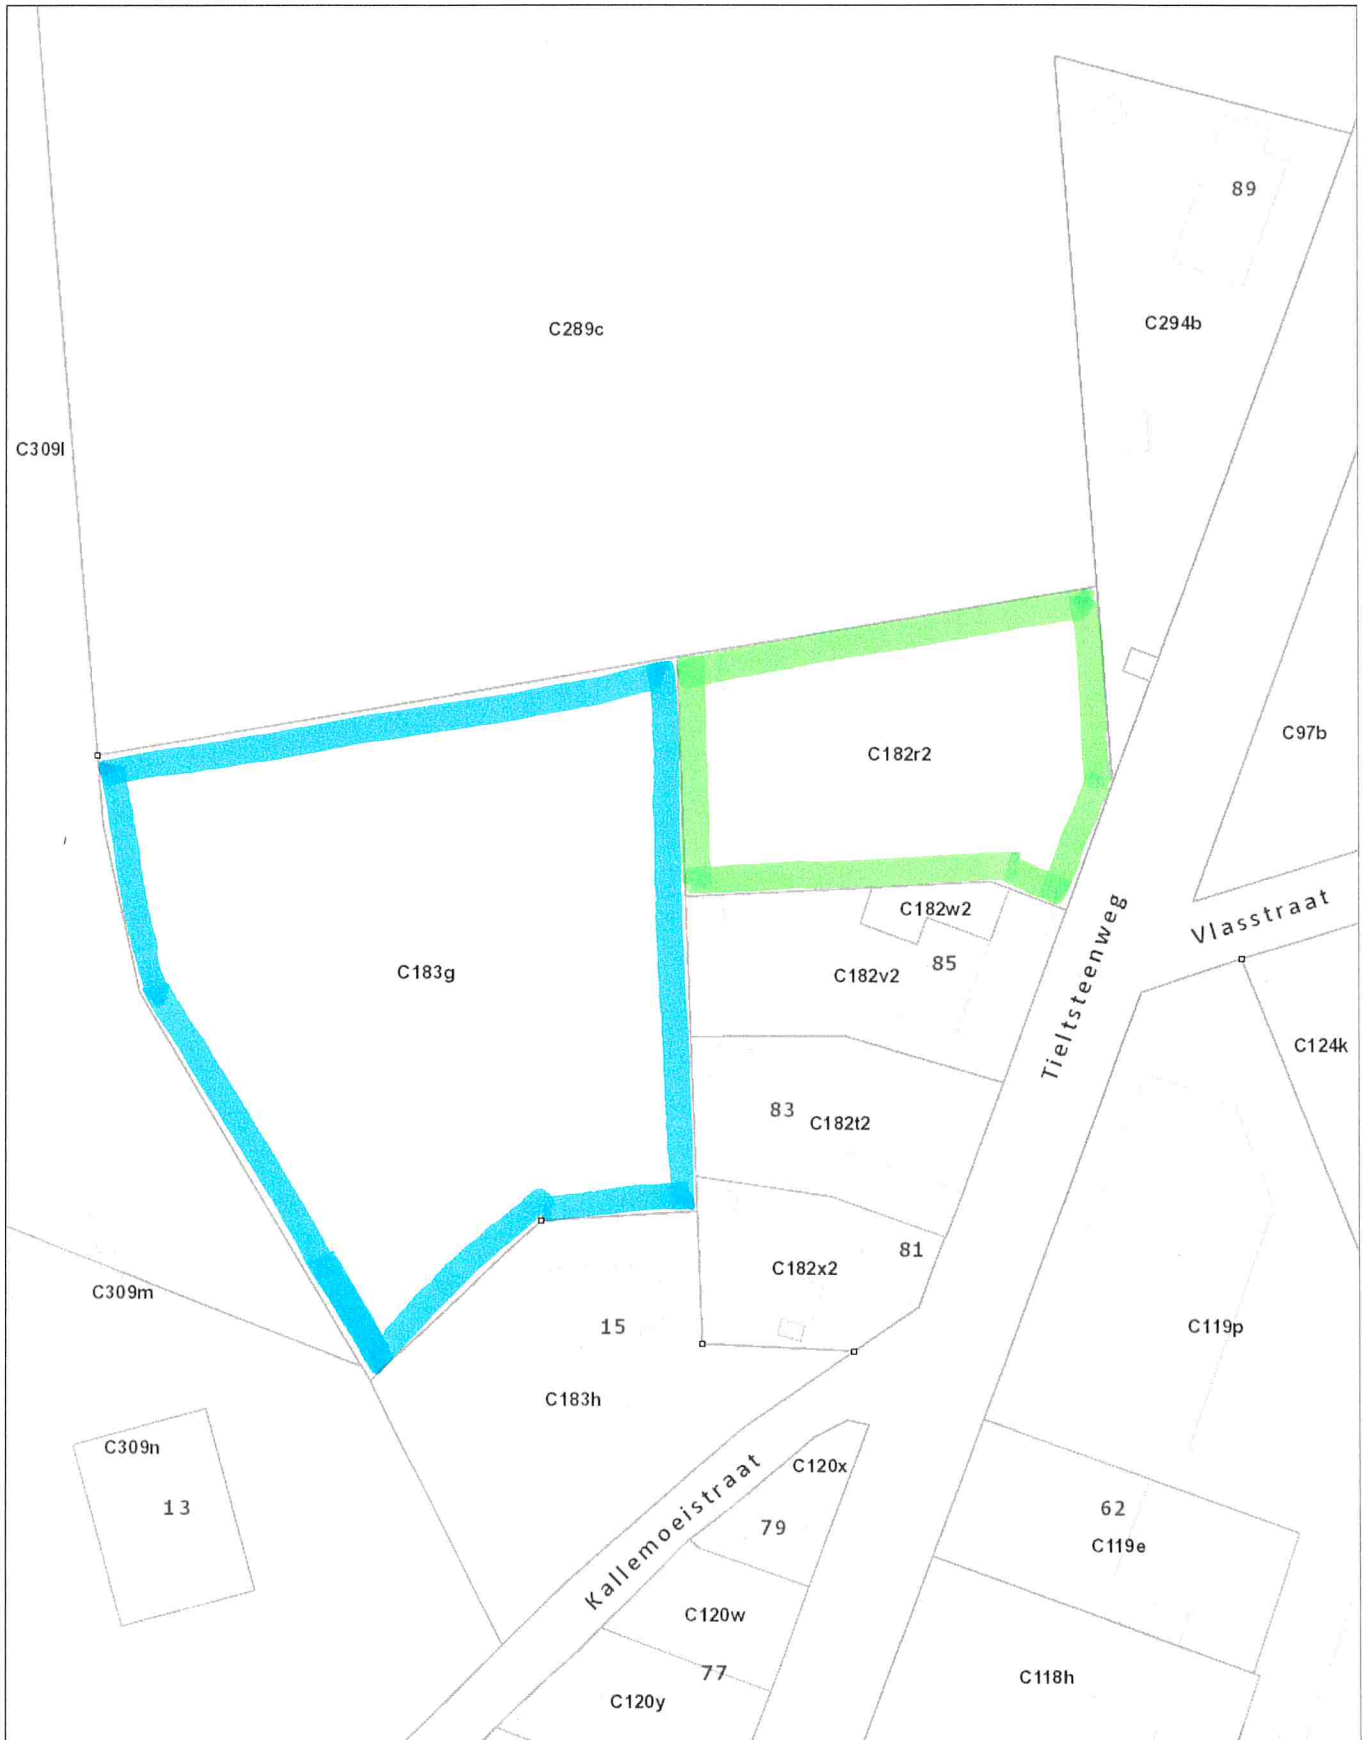 89
C289c
C294b
C309l
C182r2
C97b
C182w2
Vlasstraat
C183g
C182v2
85
Tieltsteenweg
C124k
83
C182t2
81
C182x2
C309m
15
C119p
C183h
C309n
C120x
13
Kallemoeistraat
79
62
C119e
C120w
77
C118h
C120y